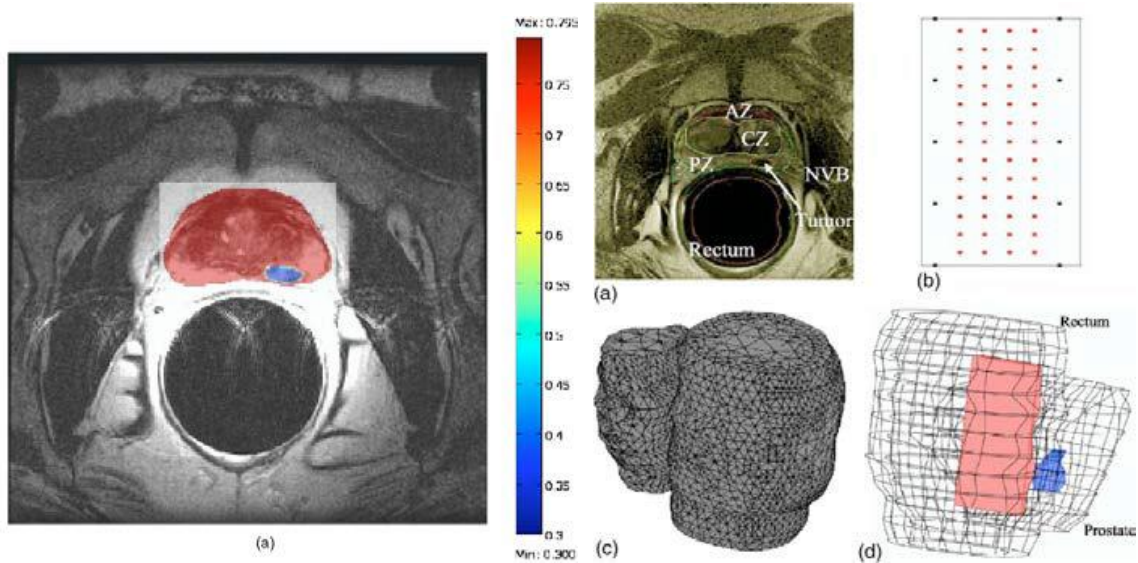 Max: 0.795
0.75
0.7
0.65
0.6
0.55
0.5
0.45
0.4
0.35
0.3
Min: 0.300
(a)
AZ
CZ
PZ
NVB
Tumor
Rectum
(a)
(b)
(c)
Rectum
Prostate
(d)